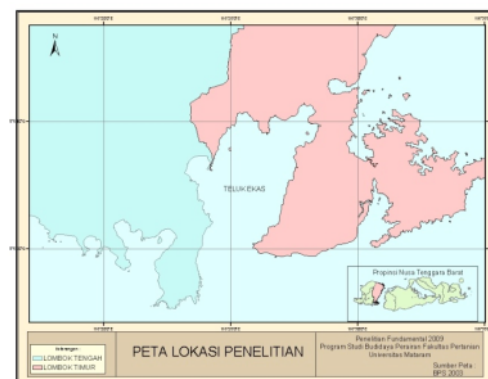 N
TELUK EKAS
Propinsi Nusa Tenggara Barat
LOMBOK TENGAH
LOMBOK TIMUR
PETA LOKASI PENELITIAN
Penelitian Fundamental 2009
Program Studi Budidaya Perairan Fakultas Pertanian
Universitas Mataram
Sumber Peta :
BPS 2003